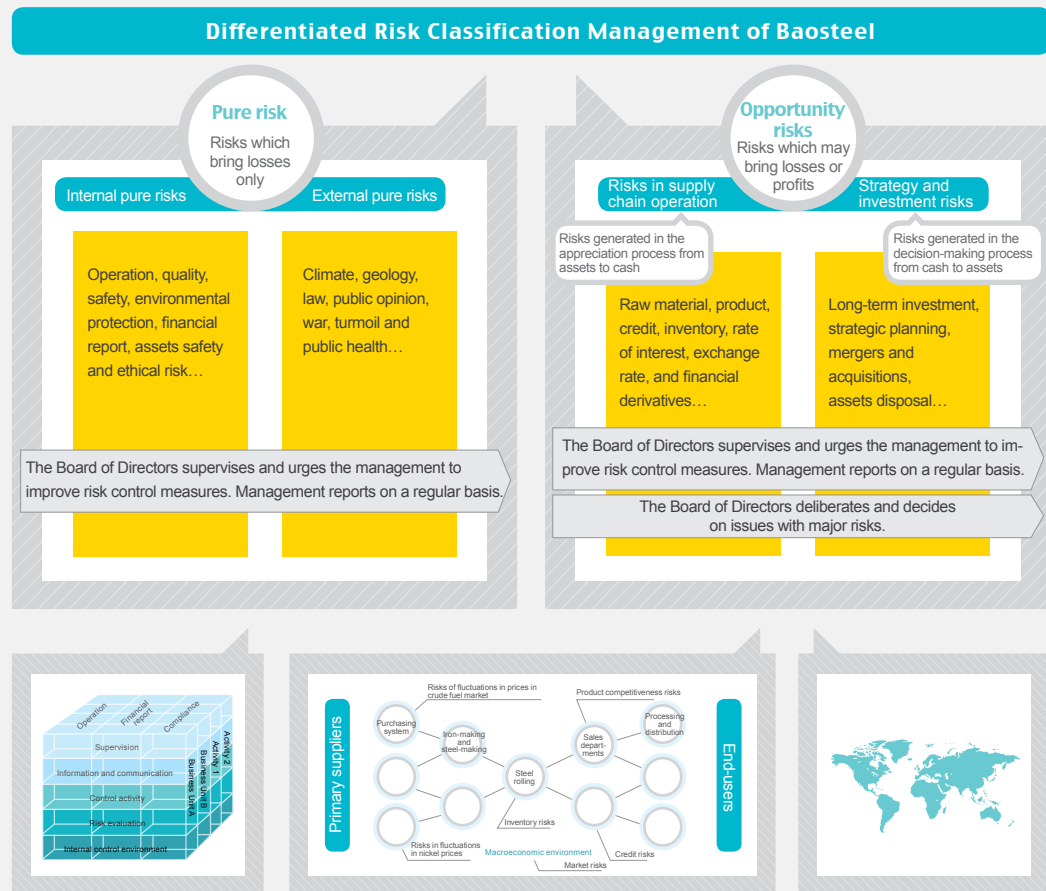 Differentiated Risk Classification Management of Baosteel
Pure risk
Risks which
bring losses
only
Internal pure risks
External pure risks
Operation, quality,
safety, environmental
protection, financial
report, assets safety
and ethical risk…
Climate, geology,
law, public opinion,
war, turmoil and
public health…
The Board of Directors supervises and urges the management to
improve risk control measures. Management reports on a regular basis.
Opportunity
risks
Risks which may
bring losses or
profits
Risks in supply
chain operation
Strategy and
investment risks
Risks generated in the
appreciation process from
assets to cash
Risks generated in the
decision-making process
from cash to assets
Raw material, product,
credit, inventory, rate
of interest, exchange
rate, and financial
derivatives…
Long-term investment,
strategic planning,
mergers and
acquisitions,
assets disposal…
The Board of Directors supervises and urges the management to im-
prove risk control measures. Management reports on a regular basis.
The Board of Directors deliberates and decides
on issues with major risks.
Operation
Financial
report
Compliance
Supervision
Information and communication
Control activity
Risk evaluation
Internal control environment
Business Unit A
Business Unit B
Activity 1
Activity 2
Primary suppliers
Risks of fluctuations in prices in
crude fuel market
Purchasing
system
Iron-making
and
steel-making
Steel
rolling
Inventory risks
Risks in fluctuations
in nickel prices
Macroeconomic environment
Market risks
Credit risks
Product competitiveness risks
Sales
depart-
ments
Processing
and
distribution
End-users